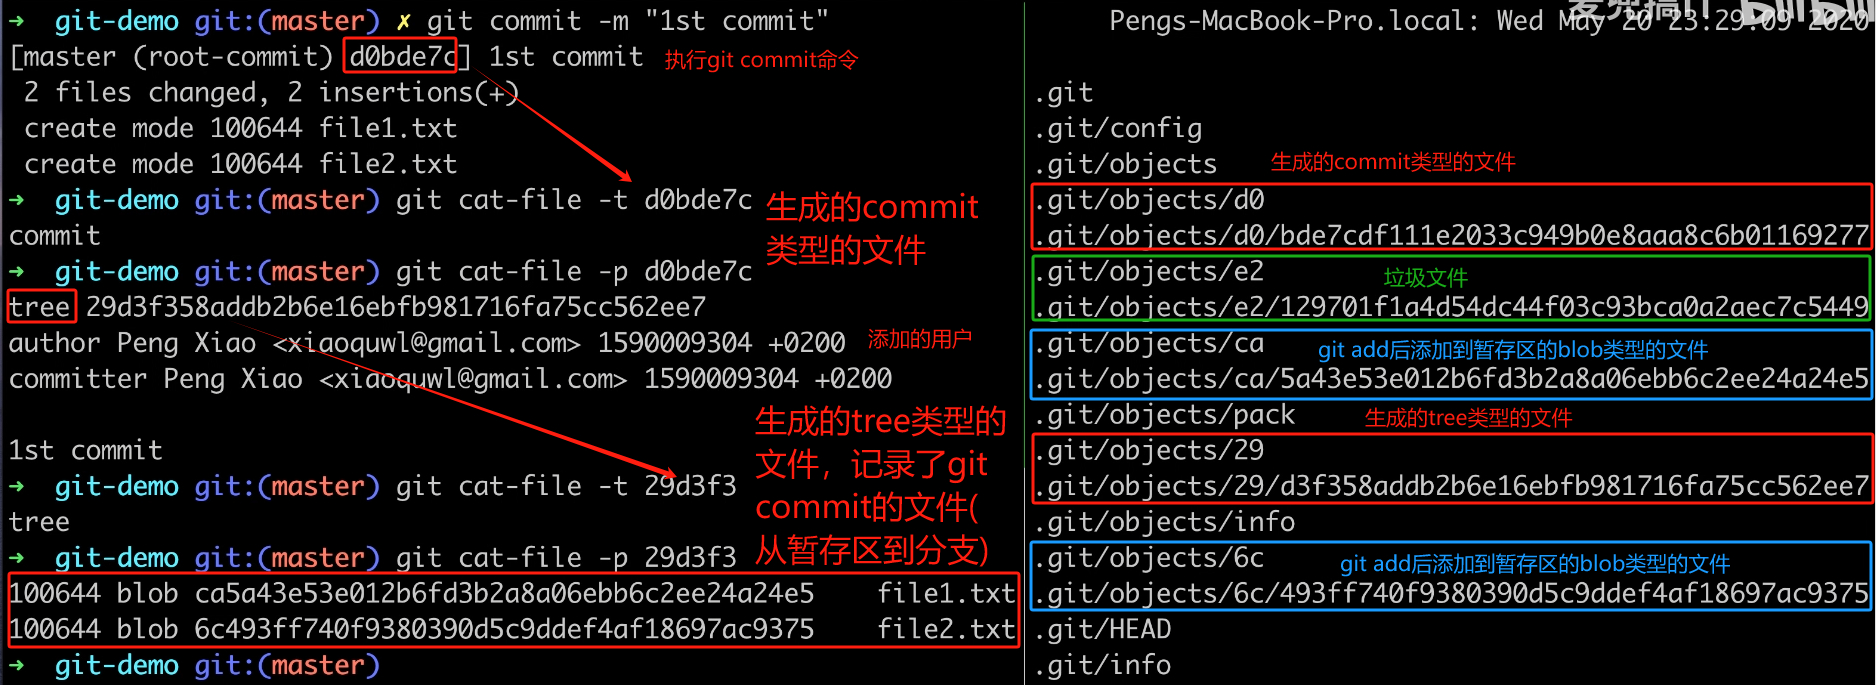 ➜ git-demo git:(master) ✗ git commit -m "1st commit"
[master (root-commit) d0bde7c] 1st commit 执行git commit命令
2 files changed, 2 insertions(+)
create mode 100644 file1.txt
create mode 100644 file2.txt
➜ git-demo git:(master) git cat-file -t d0bde7c
commit
生成的commit
类型的文件
➜ git-demo git:(master) git cat-file -p d0bde7c
tree 29d3f358addb2b6e16ebfb981716fa75cc562ee7
author Peng Xiao <xiaoquwl@gmail.com> 1590009304 +0200 添加的用户
committer Peng Xiao <xiaoquwl@gmail.com> 1590009304 +0200
1st commit
➜ git-demo git:(master) git cat-file -t 29d3f3
tree
生成的tree类型的
文件，记录了git
commit的文件(
从暂存区到分支)
➜ git-demo git:(master) git cat-file -p 29d3f3
100644 blob ca5a43e53e012b6fd3b2a8a06ebb6c2ee24a24e5 file1.txt
100644 blob 6c493ff740f9380390d5c9ddef4af18697ac9375 file2.txt
➜ git-demo git:(master)
Pengs-MacBook-Pro.local: Wed May 20 23:29:09 2020
麦兜搞IT bilibili
.git
.git/config
.git/objects
生成的commit类型的文件
.git/objects/d0
.git/objects/d0/bde7cdf111e2033c949b0e8aaa8c6b01169277
.git/objects/e2 垃圾文件
.git/objects/e2/129701f1a4d54dc44f03c93bca0a2aec7c5449
.git/objects/ca git add后添加到暂存区的blob类型的文件
.git/objects/ca/5a43e53e012b6fd3b2a8a06ebb6c2ee24a24e5
.git/objects/pack 生成的tree类型的文件
.git/objects/29
.git/objects/29/d3f358addb2b6e16ebfb981716fa75cc562ee7
.git/objects/info
.git/objects/6c git add后添加到暂存区的blob类型的文件
.git/objects/6c/493ff740f9380390d5c9ddef4af18697ac9375
.git/HEAD
.git/info